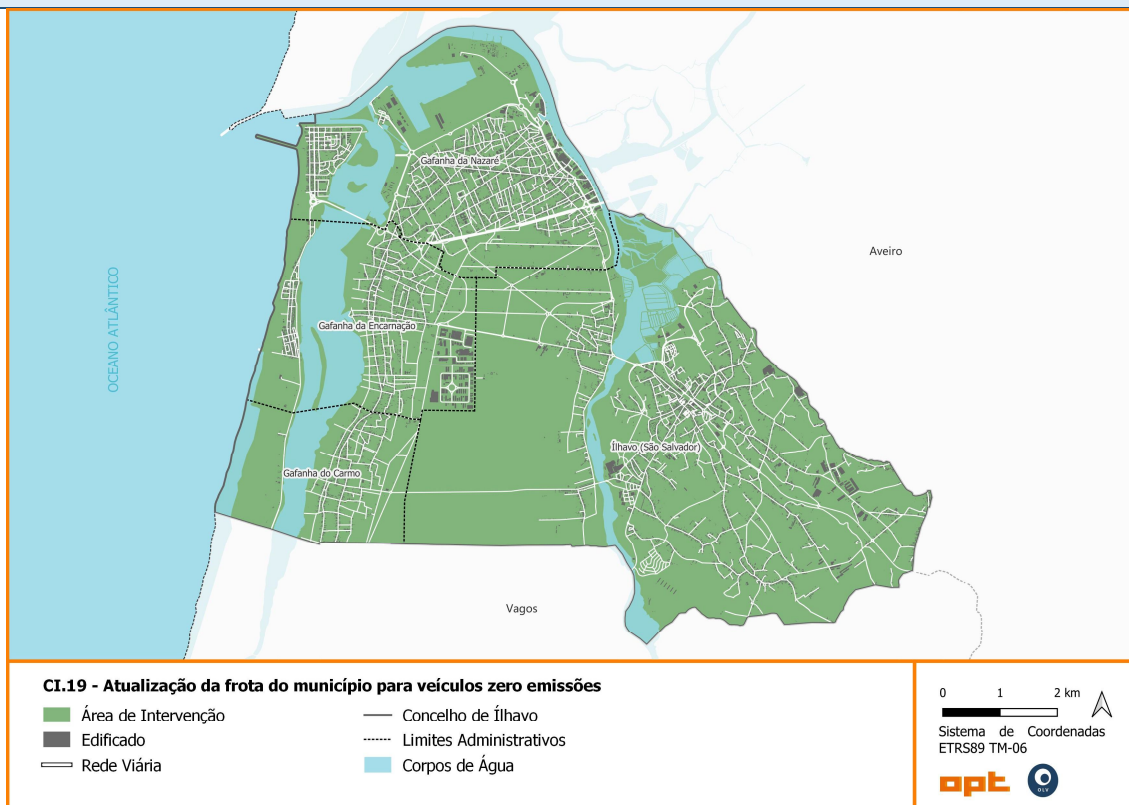 Gafanha da Nazaré
Aveiro
OCEANO ATLÂNTICO
Gafanha da Encarnação
Ílhavo (São Salvador)
Gafanha do Carmo
Vagos
CI.19 - Atualização da frota do município para veículos zero emissões
Área de Intervenção
Edificado
Rede Viária
Concelho de Ílhavo
Limites Administrativos
Corpos de Água
0 1 2 km
Sistema de Coordenadas
ETRS89 TM-06
opt
OLV